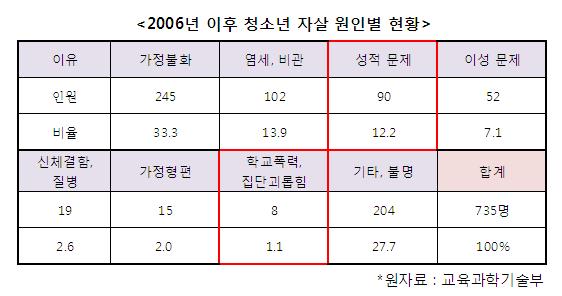 <2006년 이후 청소년 자살 원인별 현황>
이유 가정불화 염세, 비관 성적 문제 이성 문제
인원 245 102 90 52
비율 33.3 13.9 12.2 7.1
신체결함, 학교폭력,
질병 가정형편 집단괴롭힘 기타, 불명 합계
19 15 8 204 735명
2.6 2.0 1.1 27.7 100%
*원자료 : 교육과학기술부